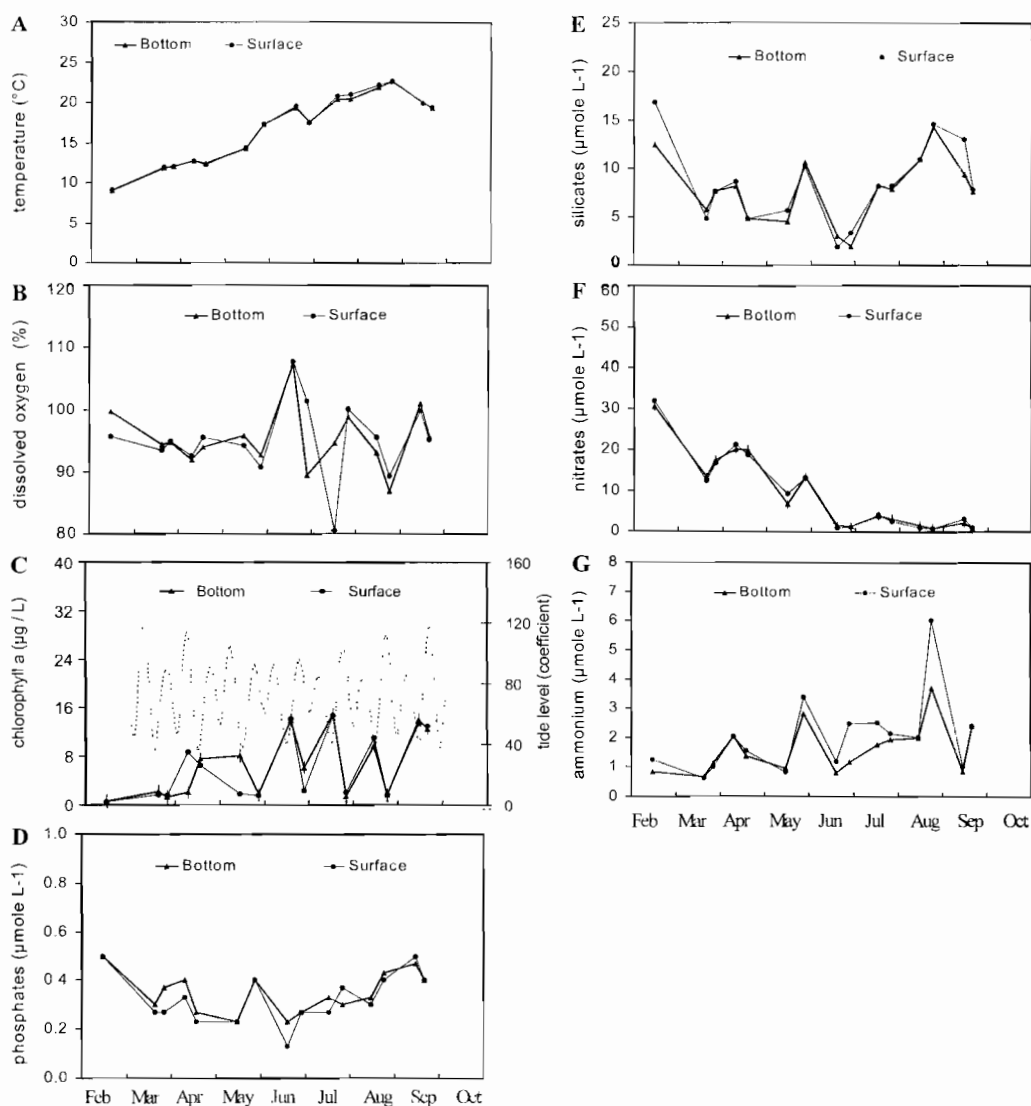 A
temperature (°C)
30
25
20
15
10
5
0
Bottom
Surface
B
dissolved oxygen (%)
120
110
100
90
80
Bottom
Surface
C
chlorophyll a (µg / L)
40
32
24
16
8
0
Bottom
Surface
160
120
80
40
0
tide level (coefficient)
D
phosphates (µmole L-1)
1.0
0.8
0.6
0.4
0.2
0.0
Bottom
Surface
Feb Mar Apr May Jun Jul Aug Sep Oct
E
silicates (µmole L-1)
25
20
15
10
5
0
Bottom
Surface
F
nitrates (µmole L-1)
60
50
40
30
20
10
0
Bottom
Surface
G
ammonium (µmole L-1)
8
7
6
5
4
3
2
1
0
Bottom
Surface
Feb Mar Apr May Jun Jul Aug Sep Oct